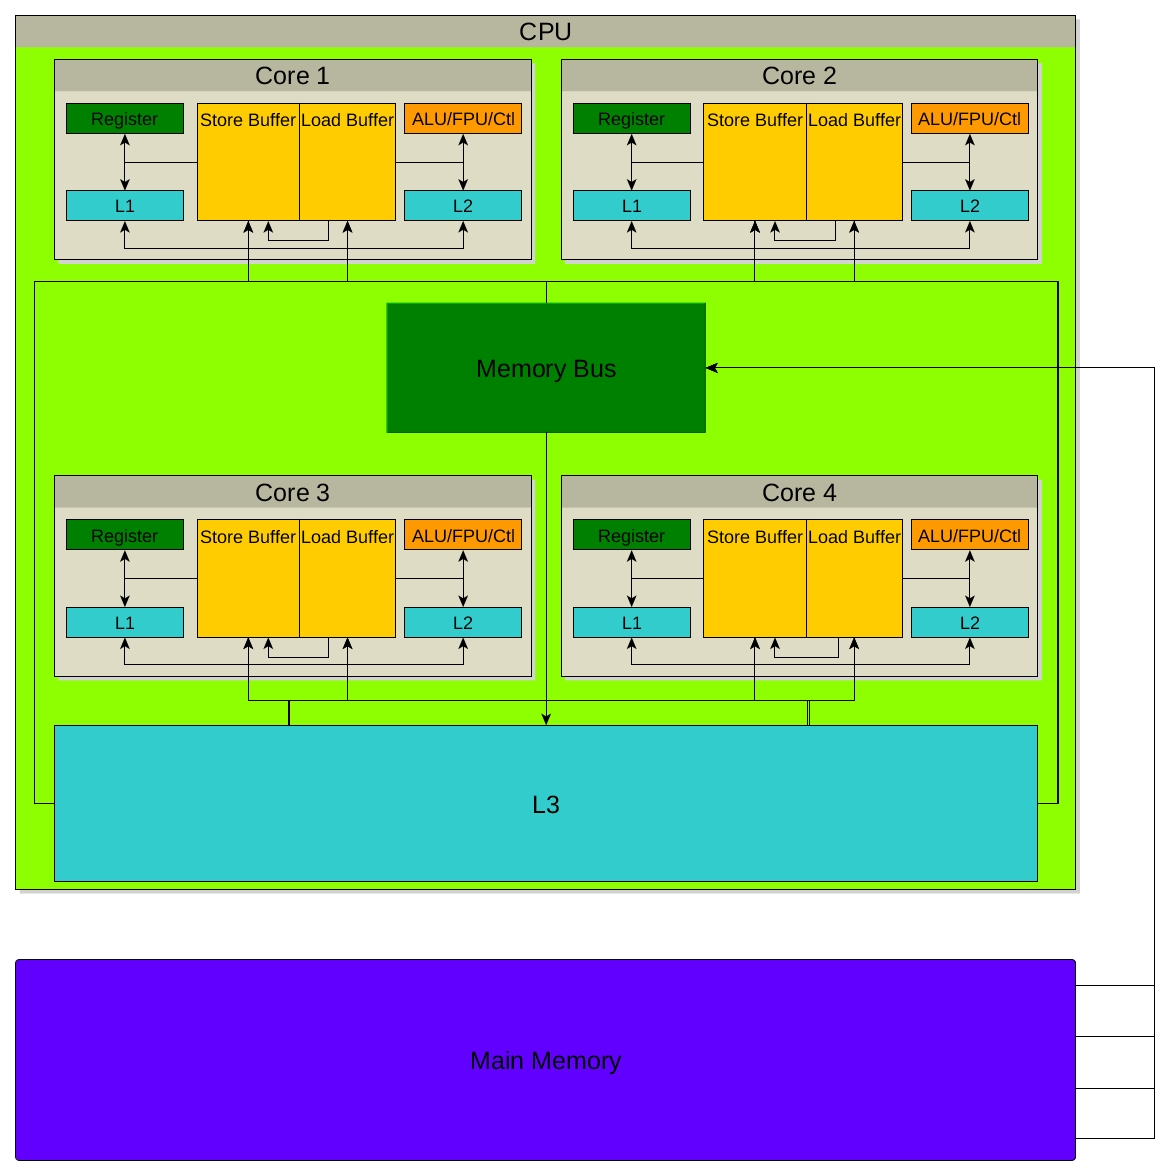 CPU
Core 1
Register
Store Buffer
Load Buffer
ALU/FPU/Ctl
L1
L2
Core 2
Register
Store Buffer
Load Buffer
ALU/FPU/Ctl
L1
L2
Memory Bus
Core 3
Register
Store Buffer
Load Buffer
ALU/FPU/Ctl
L1
L2
Core 4
Register
Store Buffer
Load Buffer
ALU/FPU/Ctl
L1
L2
L3
Main Memory